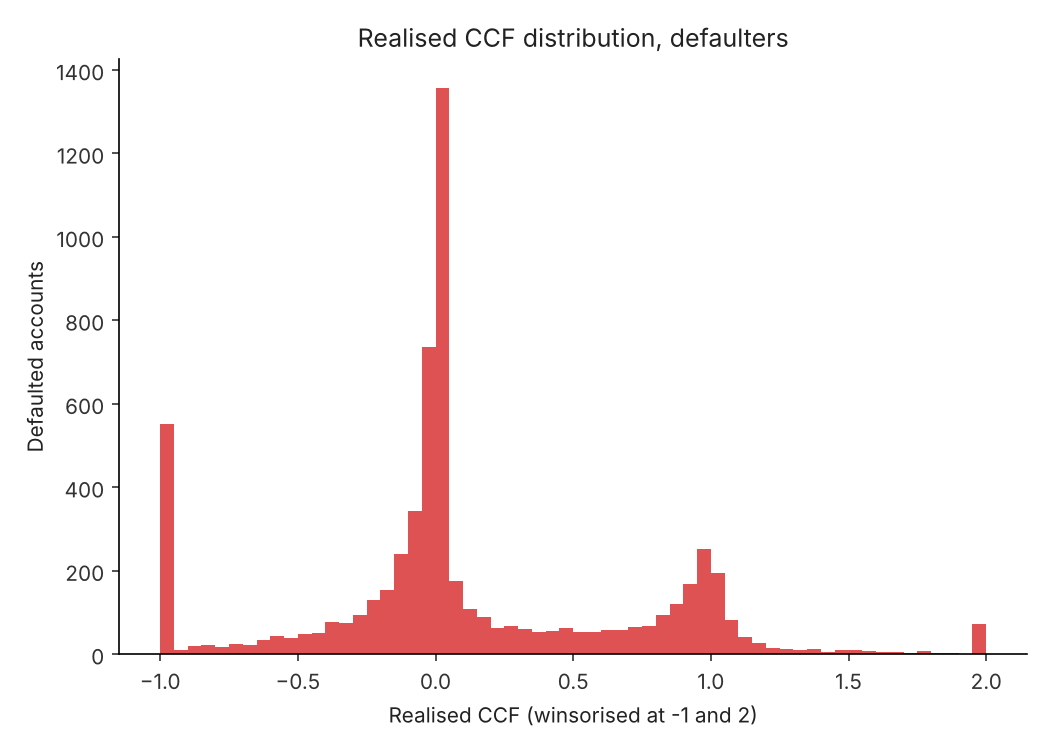 Realised CCF distribution, defaulters
1400
1200
1000
800
600
400
200
0
Defaulted accounts
−1.0 −0.5 0.0 0.5 1.0 1.5 2.0
Realised CCF (winsorised at -1 and 2)